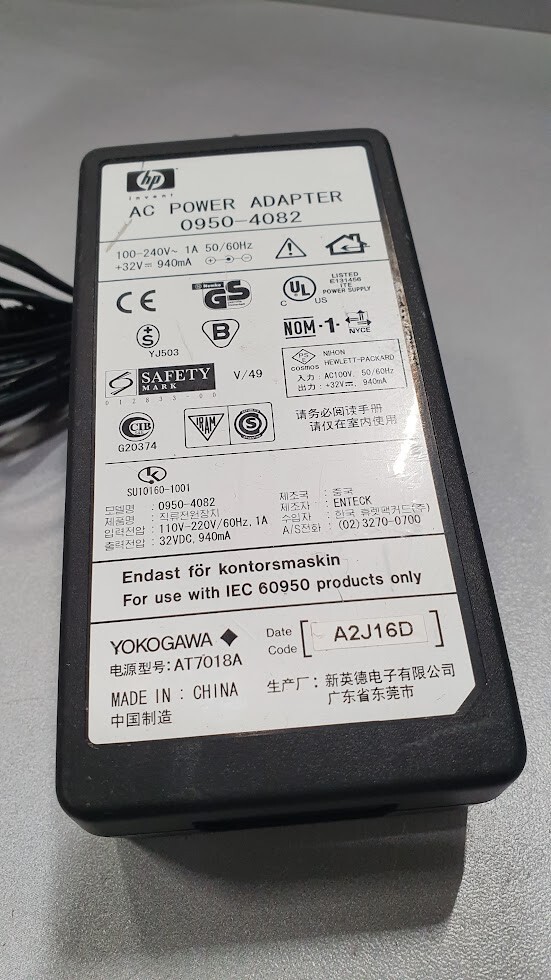 hp
invent
AC POWER ADAPTER
0950-4082
100-240V~ 1A 50/60Hz
+32V⎓ 940mA
CE
Nemko
GS
C UL US
LISTED
E131456
ITE
POWER SUPPLY
+S
YJ503
B
NOM-1-
NYCE
PSE
cosmos
NIHON
HEWLETT-PACKARD
入力 : AC100V, 50/60Hz
出力 : +32V⎓ 940mA
S SAFETY
MARK
V/49
012833-00
CIB
G20374
IRAM
S
请务必阅读手册
请仅在室内使用
K
SU10160-1001
모델명 : 0950-4082
제품명 : 직류전원장치
입력전압 : 110V-220V/60Hz, 1A
출력전압 : 32VDC, 940mA
제조국 : 중국
제조자 : ENTECK
수입자 : 한국 휴렛팩커드(주)
A/S전화 : (02)3270-0700
Endast för kontorsmaskin
For use with IEC 60950 products only
YOKOGAWA ◆
电源型号: AT7018A
Date
Code [ A2J16D ]
MADE IN : CHINA
中国制造
生产厂: 新英德电子有限公司
广东省东莞市